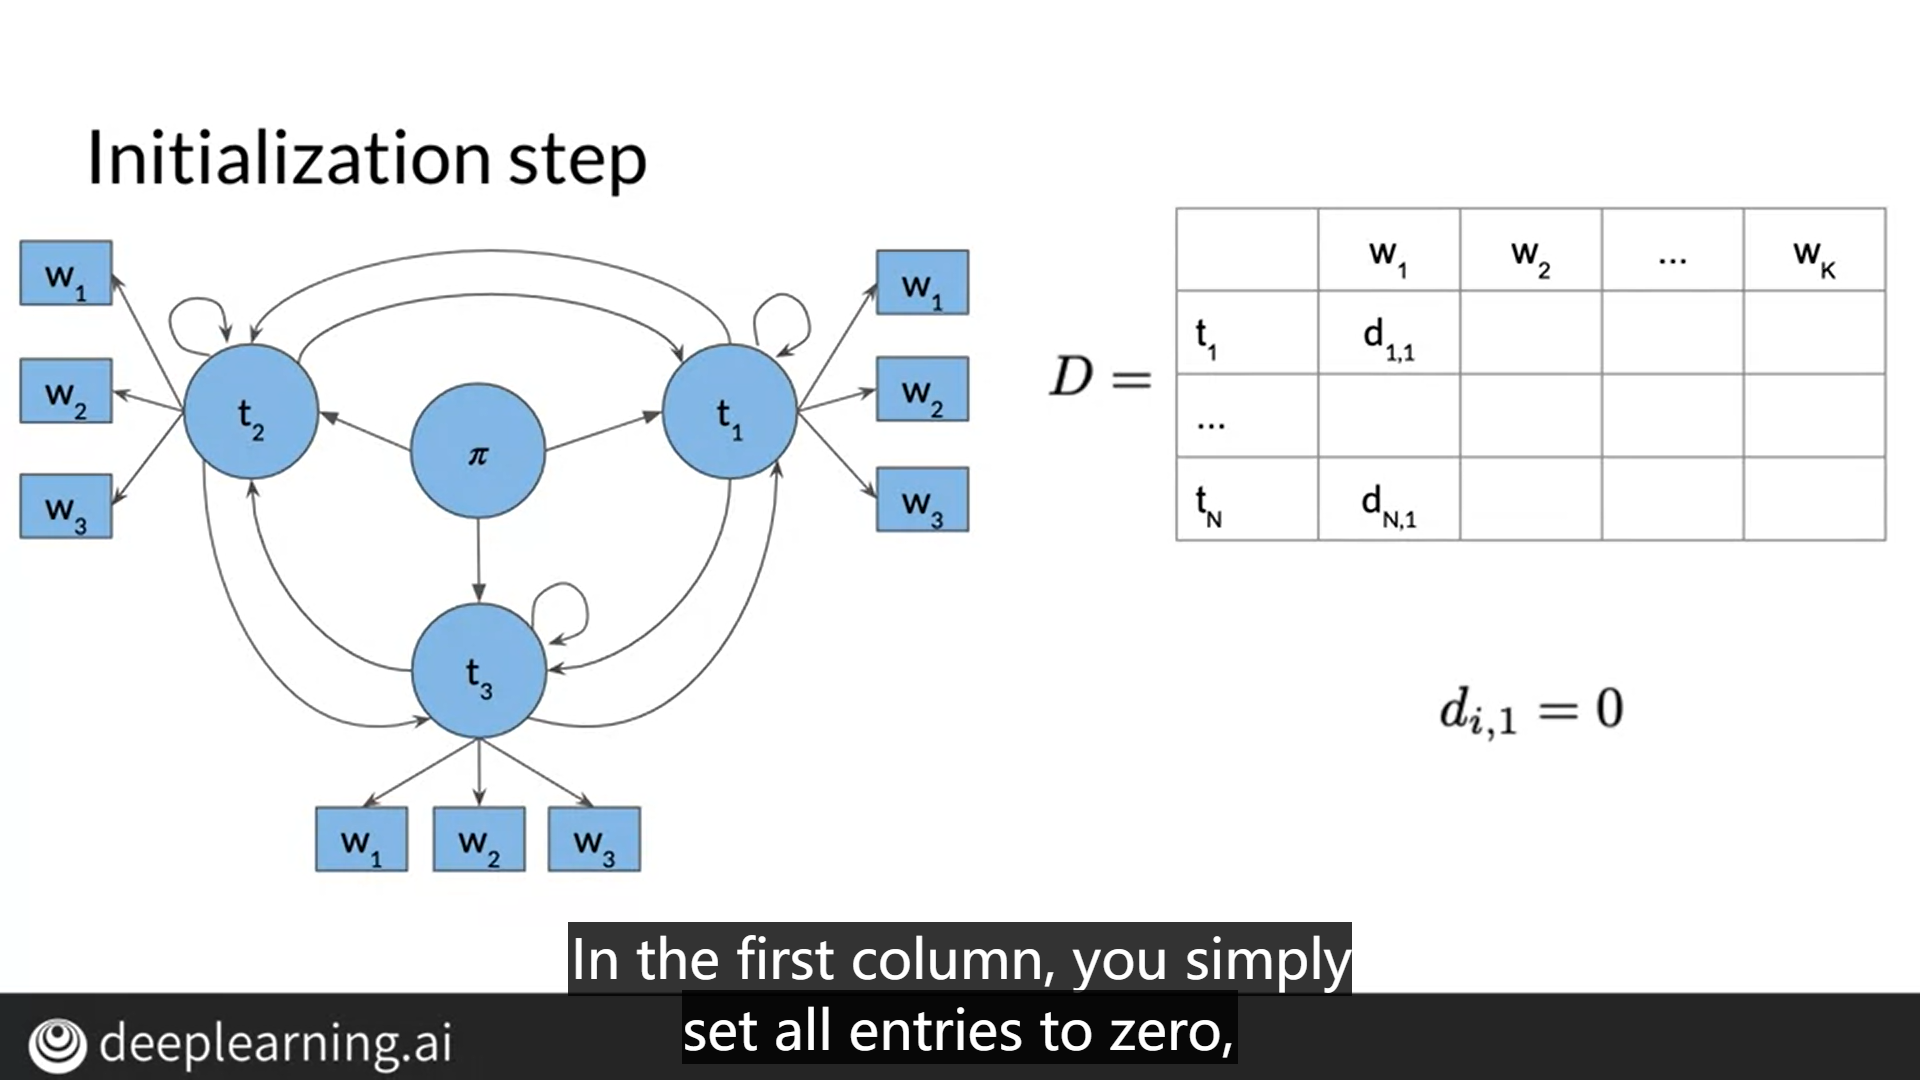 Initialization step
w1
w2
w3
t2
π
t1
w1
w2
w3
t3
w1 w2 w3
D =
w1 w2 ... wK
t1 d1,1
...
tN dN,1
di,1 = 0
In the first column, you simply
set all entries to zero,
deeplearning.ai